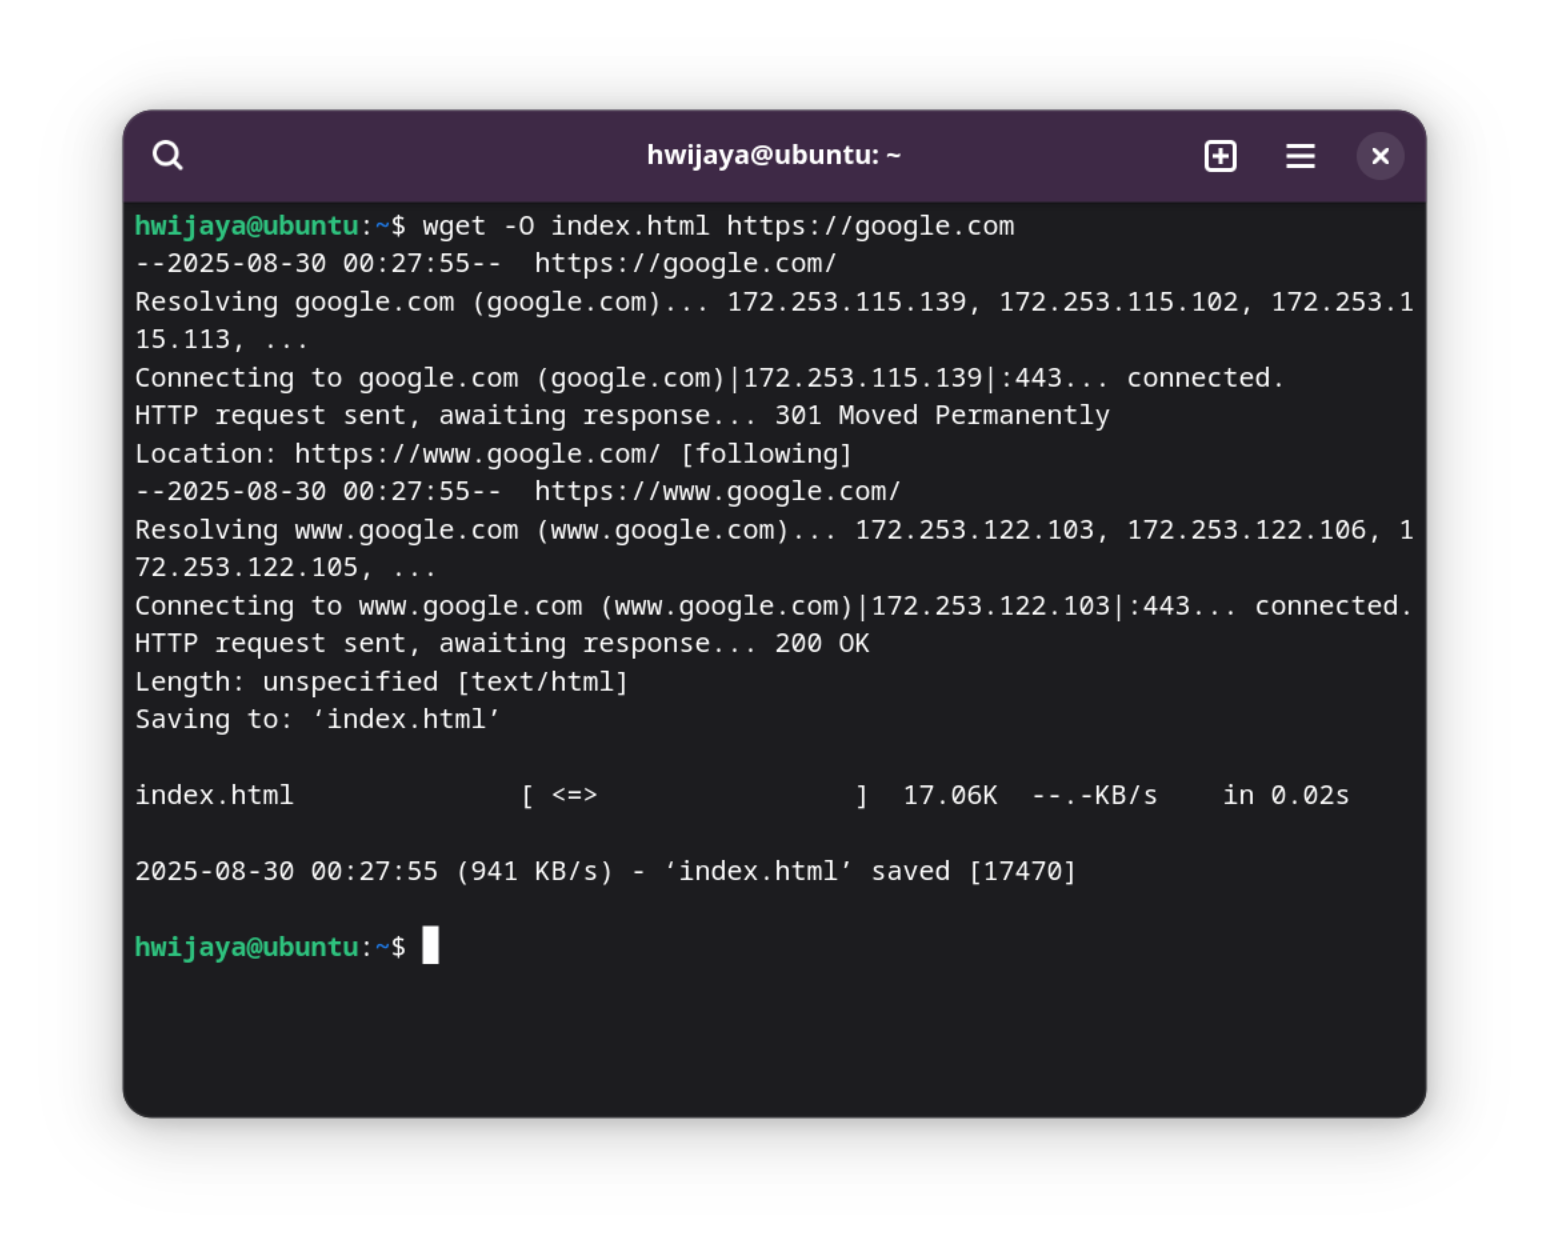 hwijaya@ubuntu: ~
hwijaya@ubuntu:~$ wget -O index.html https://google.com
--2025-08-30 00:27:55--  https://google.com/
Resolving google.com (google.com)... 172.253.115.139, 172.253.115.102, 172.253.1
15.113, ...
Connecting to google.com (google.com)|172.253.115.139|:443... connected.
HTTP request sent, awaiting response... 301 Moved Permanently
Location: https://www.google.com/ [following]
--2025-08-30 00:27:55--  https://www.google.com/
Resolving www.google.com (www.google.com)... 172.253.122.103, 172.253.122.106, 1
72.253.122.105, ...
Connecting to www.google.com (www.google.com)|172.253.122.103|:443... connected.
HTTP request sent, awaiting response... 200 OK
Length: unspecified [text/html]
Saving to: ‘index.html’
index.html              [ <=>                ]  17.06K  --.-KB/s    in 0.02s
2025-08-30 00:27:55 (941 KB/s) - ‘index.html’ saved [17470]
hwijaya@ubuntu:~$